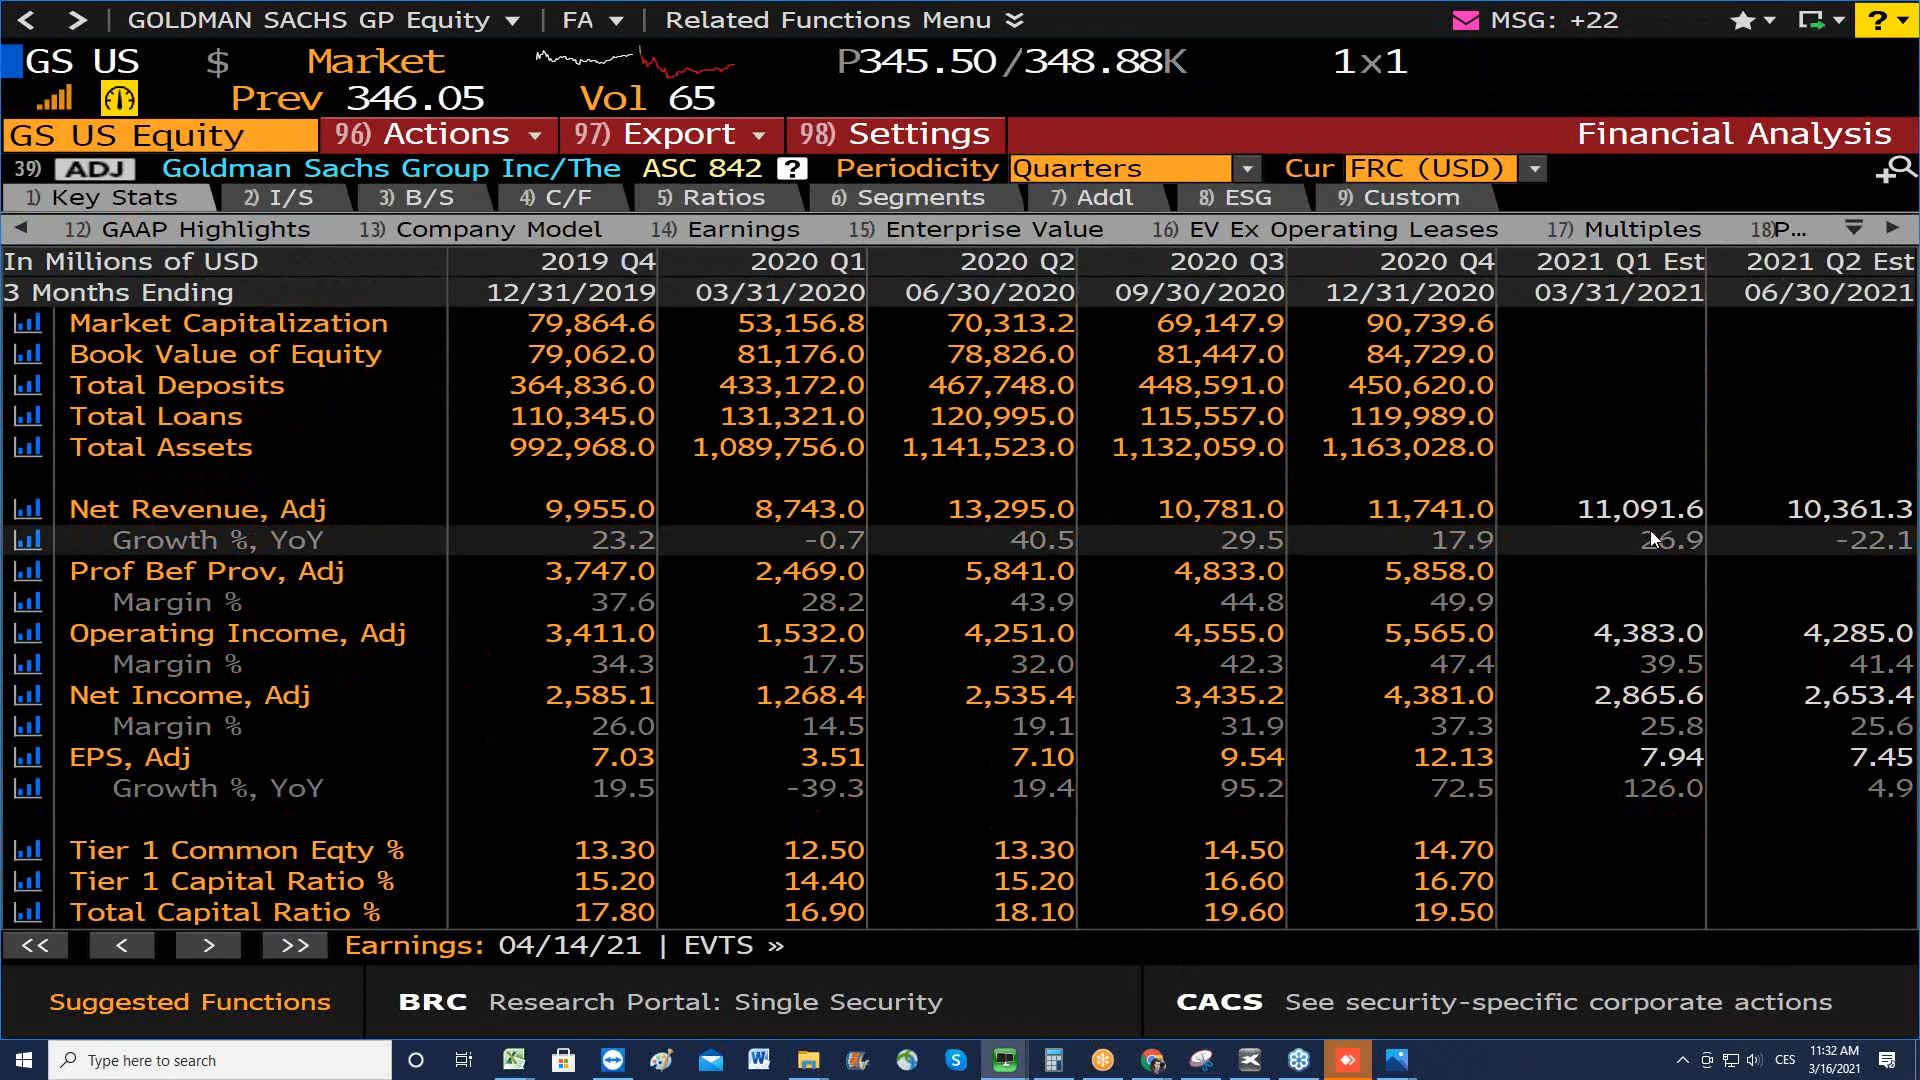 GOLDMAN SACHS GP Equity | FA | Related Functions Menu MSG: +22 ?
GS US $ Market P345.50/348.88K 1x1
Prev 346.05 Vol 65
GS US Equity 96) Actions 97) Export 98) Settings Financial Analysis
39) ADJ Goldman Sachs Group Inc/The ASC 842 ? Periodicity Quarters Cur FRC (USD)
1) Key Stats 2) I/S 3) B/S 4) C/F 5) Ratios 6) Segments 7) Addl 8) ESG 9) Custom
12) GAAP Highlights 13) Company Model 14) Earnings 15) Enterprise Value 16) EV Ex Operating Leases 17) Multiples 18)P...
In Millions of USD 2019 Q4 2020 Q1 2020 Q2 2020 Q3 2020 Q4 2021 Q1 Est 2021 Q2 Est
3 Months Ending 12/31/2019 03/31/2020 06/30/2020 09/30/2020 12/31/2020 03/31/2021 06/30/2021
Market Capitalization 79,864.6 53,156.8 70,313.2 69,147.9 90,739.6
Book Value of Equity 79,062.0 81,176.0 78,826.0 81,447.0 84,729.0
Total Deposits 364,836.0 433,172.0 467,748.0 448,591.0 450,620.0
Total Loans 110,345.0 131,321.0 120,995.0 115,557.0 119,989.0
Total Assets 992,968.0 1,089,756.0 1,141,523.0 1,132,059.0 1,163,028.0
Net Revenue, Adj 9,955.0 8,743.0 13,295.0 10,781.0 11,741.0 11,091.6 10,361.3
Growth %, YoY 23.2 -0.7 40.5 29.5 17.9 26.9 -22.1
Prof Bef Prov, Adj 3,747.0 2,469.0 5,841.0 4,833.0 5,858.0
Margin % 37.6 28.2 43.9 44.8 49.9
Operating Income, Adj 3,411.0 1,532.0 4,251.0 4,555.0 5,565.0 4,383.0 4,285.0
Margin % 34.3 17.5 32.0 42.3 47.4 39.5 41.4
Net Income, Adj 2,585.1 1,268.4 2,535.4 3,435.2 4,381.0 2,865.6 2,653.4
Margin % 26.0 14.5 19.1 31.9 37.3 25.8 25.6
EPS, Adj 7.03 3.51 7.10 9.54 12.13 7.94 7.45
Growth %, YoY 19.5 -39.3 19.4 95.2 72.5 126.0 4.9
Tier 1 Common Eqty % 13.30 12.50 13.30 14.50 14.70
Tier 1 Capital Ratio % 15.20 14.40 15.20 16.60 16.70
Total Capital Ratio % 17.80 16.90 18.10 19.60 19.50
<< < > >> Earnings: 04/14/21 | EVTS »
Suggested Functions BRC Research Portal: Single Security CACS See security-specific corporate actions
Type here to search CES 11:32 AM
3/16/2021